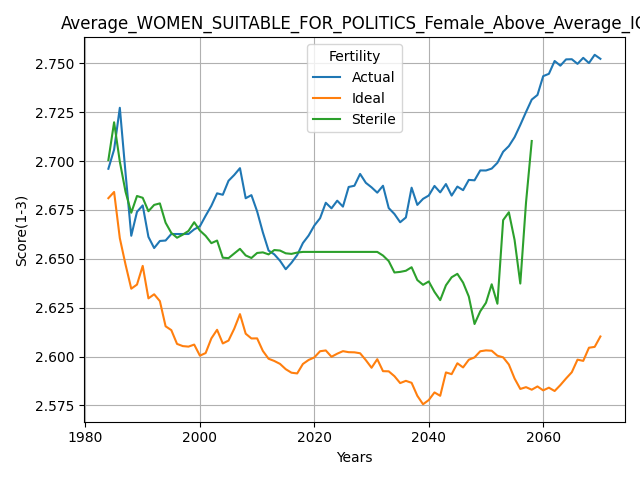 Average_WOMEN_SUITABLE_FOR_POLITICS_Female_Above_Average_IQ
Fertility
Actual
Ideal
Sterile
2.750
2.725
2.700
2.675
2.650
2.625
2.600
2.575
Score(1-3)
1980
2000
2020
2040
2060
Years